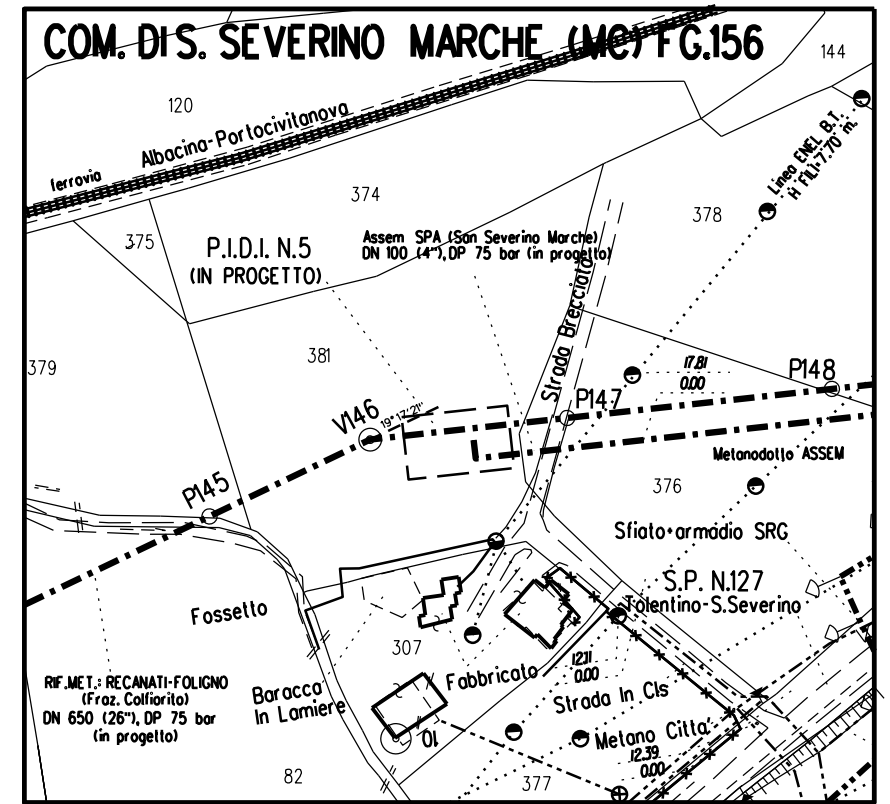 COM. DI S. SEVERINO MARCHE (MC) FG.156
144
120
Albacina-Portocivitanova
ferrovia
Linea ENEL B.T.
H FILI=7.70 m.
374
378
375
P.I.D.I. N.5
(IN PROGETTO)
Assem SPA (San Severino Marche)
DN 100 (4"), DP 75 bar (in progetto)
Strada Brecciata
379
381
17.81
0.00
P148
P147
V146
19°17'21"
Metanodotto ASSEM
P145
376
Sfiato+armadio SRG
S.P. N.127
Tolentino-S.Severino
Fossetto
307
Fabbricato
12.11
0.00
RIF.MET.: RECANATI-FOLIGNO
(Fraz. Colfiorito)
DN 650 (26"), DP 75 bar
(in progetto)
Baracca
In Lamiere
Strada In Cls
01
Metano Citta'
12.39
0.00
82
377